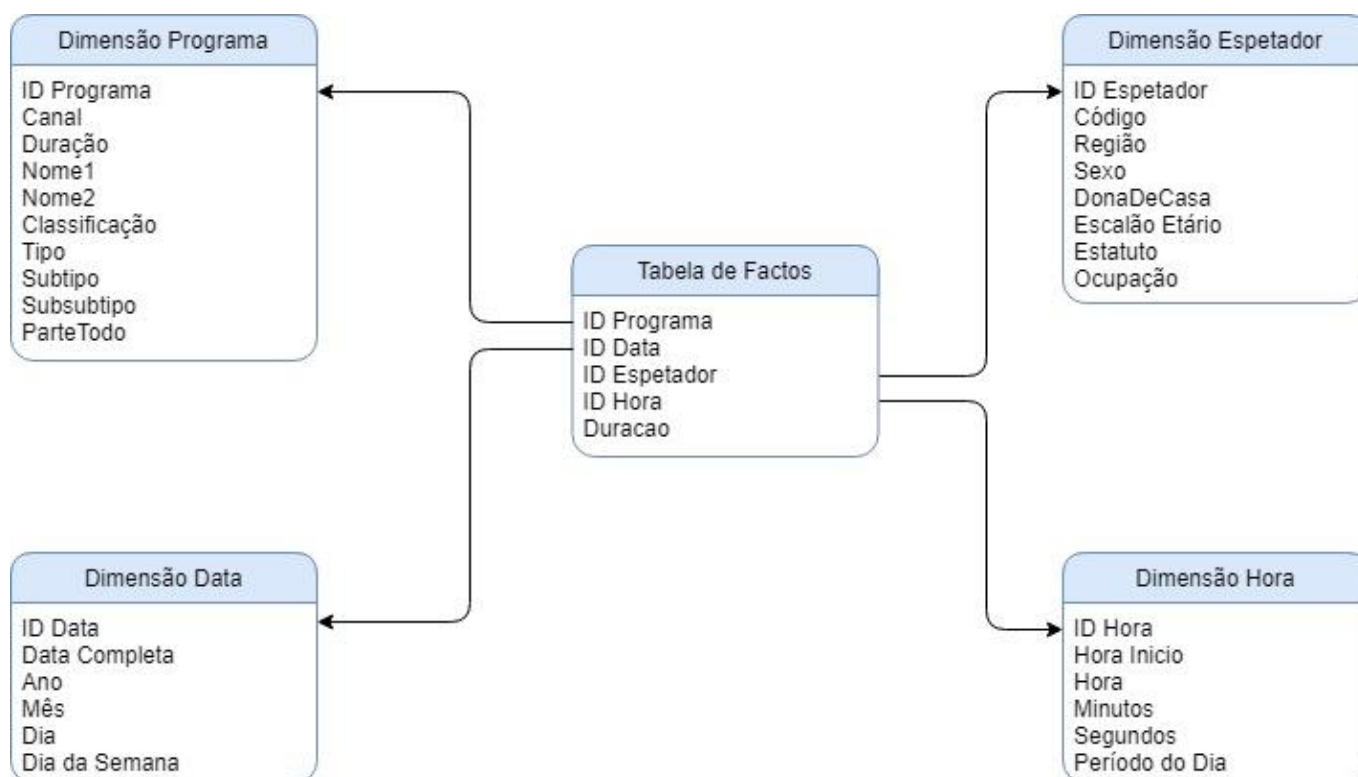 Dimensão Programa
ID Programa
Canal
Duração
Nome1
Nome2
Classificação
Tipo
Subtipo
Subsubtipo
ParteTodo
Dimensão Espetador
ID Espetador
Código
Região
Sexo
DonaDeCasa
Escalão Etário
Estatuto
Ocupação
Tabela de Factos
ID Programa
ID Data
ID Espetador
ID Hora
Duracao
Dimensão Data
ID Data
Data Completa
Ano
Mês
Dia
Dia da Semana
Dimensão Hora
ID Hora
Hora Inicio
Hora
Minutos
Segundos
Período do Dia